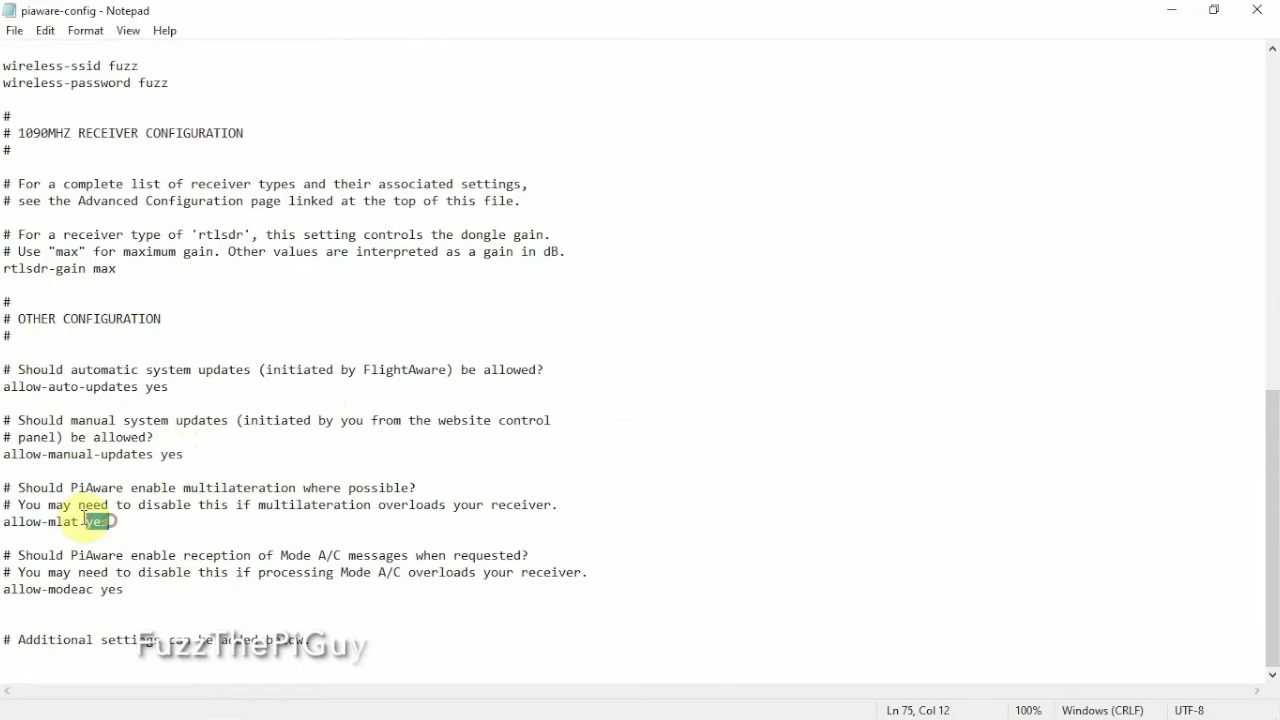 piaware-config - Notepad
File Edit Format View Help
wireless-ssid fuzz
wireless-password fuzz
#
# 1090MHZ RECEIVER CONFIGURATION
#
# For a complete list of receiver types and their associated settings,
# see the Advanced Configuration page linked at the top of this file.
# For a receiver type of 'rtlsdr', this setting controls the dongle gain.
# Use "max" for maximum gain. Other values are interpreted as a gain in dB.
rtlsdr-gain max
#
# OTHER CONFIGURATION
#
# Should automatic system updates (initiated by FlightAware) be allowed?
allow-auto-updates yes
# Should manual system updates (initiated by you from the website control
# panel) be allowed?
allow-manual-updates yes
# Should PiAware enable multilateration where possible?
# You may need to disable this if multilateration overloads your receiver.
allow-mlat yes
# Should PiAware enable reception of Mode A/C messages when requested?
# You may need to disable this if processing Mode A/C overloads your receiver.
allow-modeac yes
# Additional settings can be added below.
FuzzThePiGuy
Ln 75, Col 12 100% Windows (CRLF) UTF-8